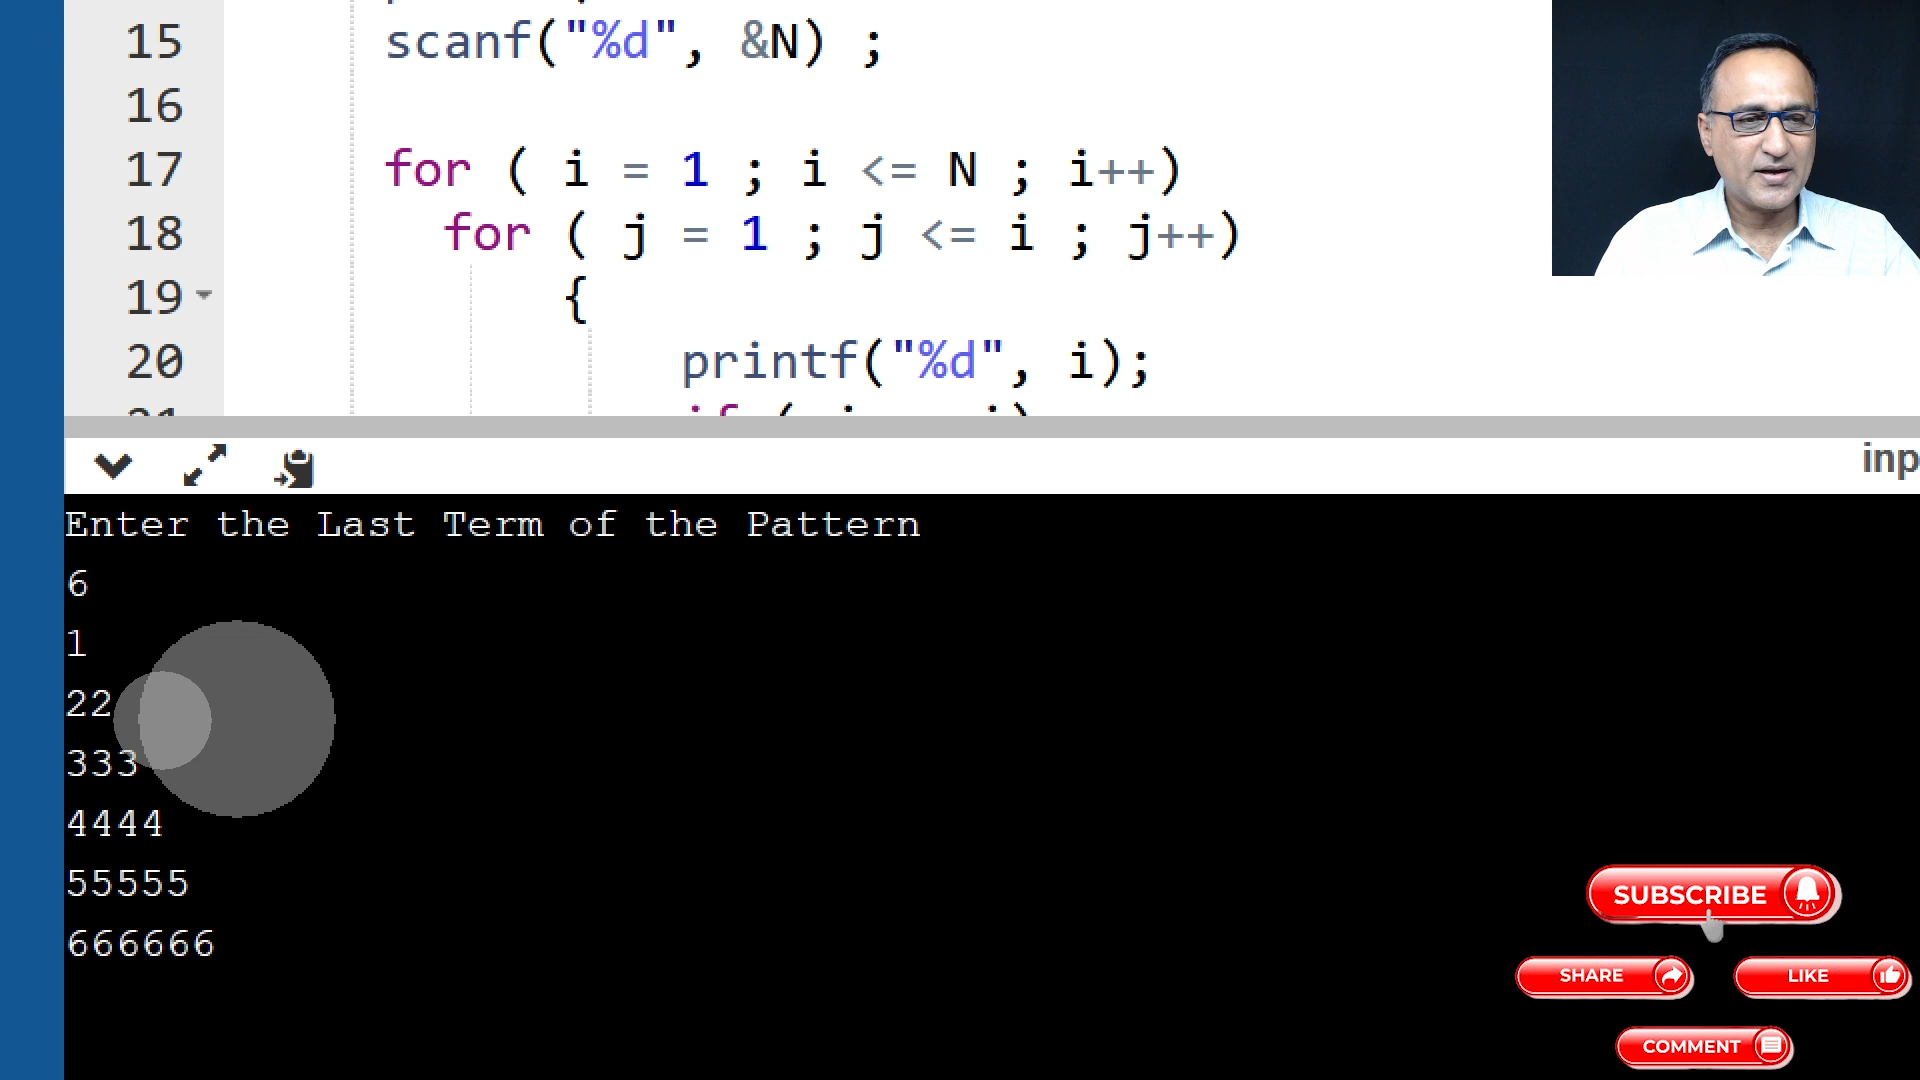 15 scanf("%d", &N) ;
16
17 for ( i = 1 ; i <= N ; i++)
18 for ( j = 1 ; j <= i ; j++)
19 {
20 printf("%d", i);
inp
Enter the Last Term of the Pattern
6
1
22
333
4444
55555
666666
SUBSCRIBE
SHARE
LIKE
COMMENT